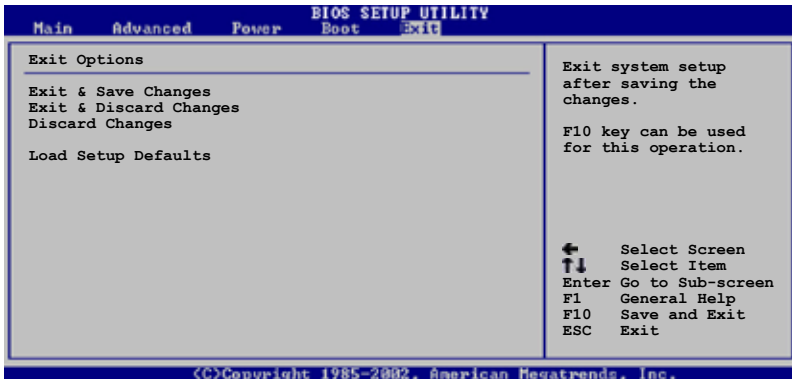 BIOS SETUP UTILITY
Main Advanced Power Boot Exit
Exit Options
Exit & Save Changes
Exit & Discard Changes
Discard Changes
Load Setup Defaults
Exit system setup
after saving the
changes.
F10 key can be used
for this operation.
← Select Screen
↑↓ Select Item
Enter Go to Sub-screen
F1 General Help
F10 Save and Exit
ESC Exit
(C)Copyright 1985-2002, American Megatrends, Inc.